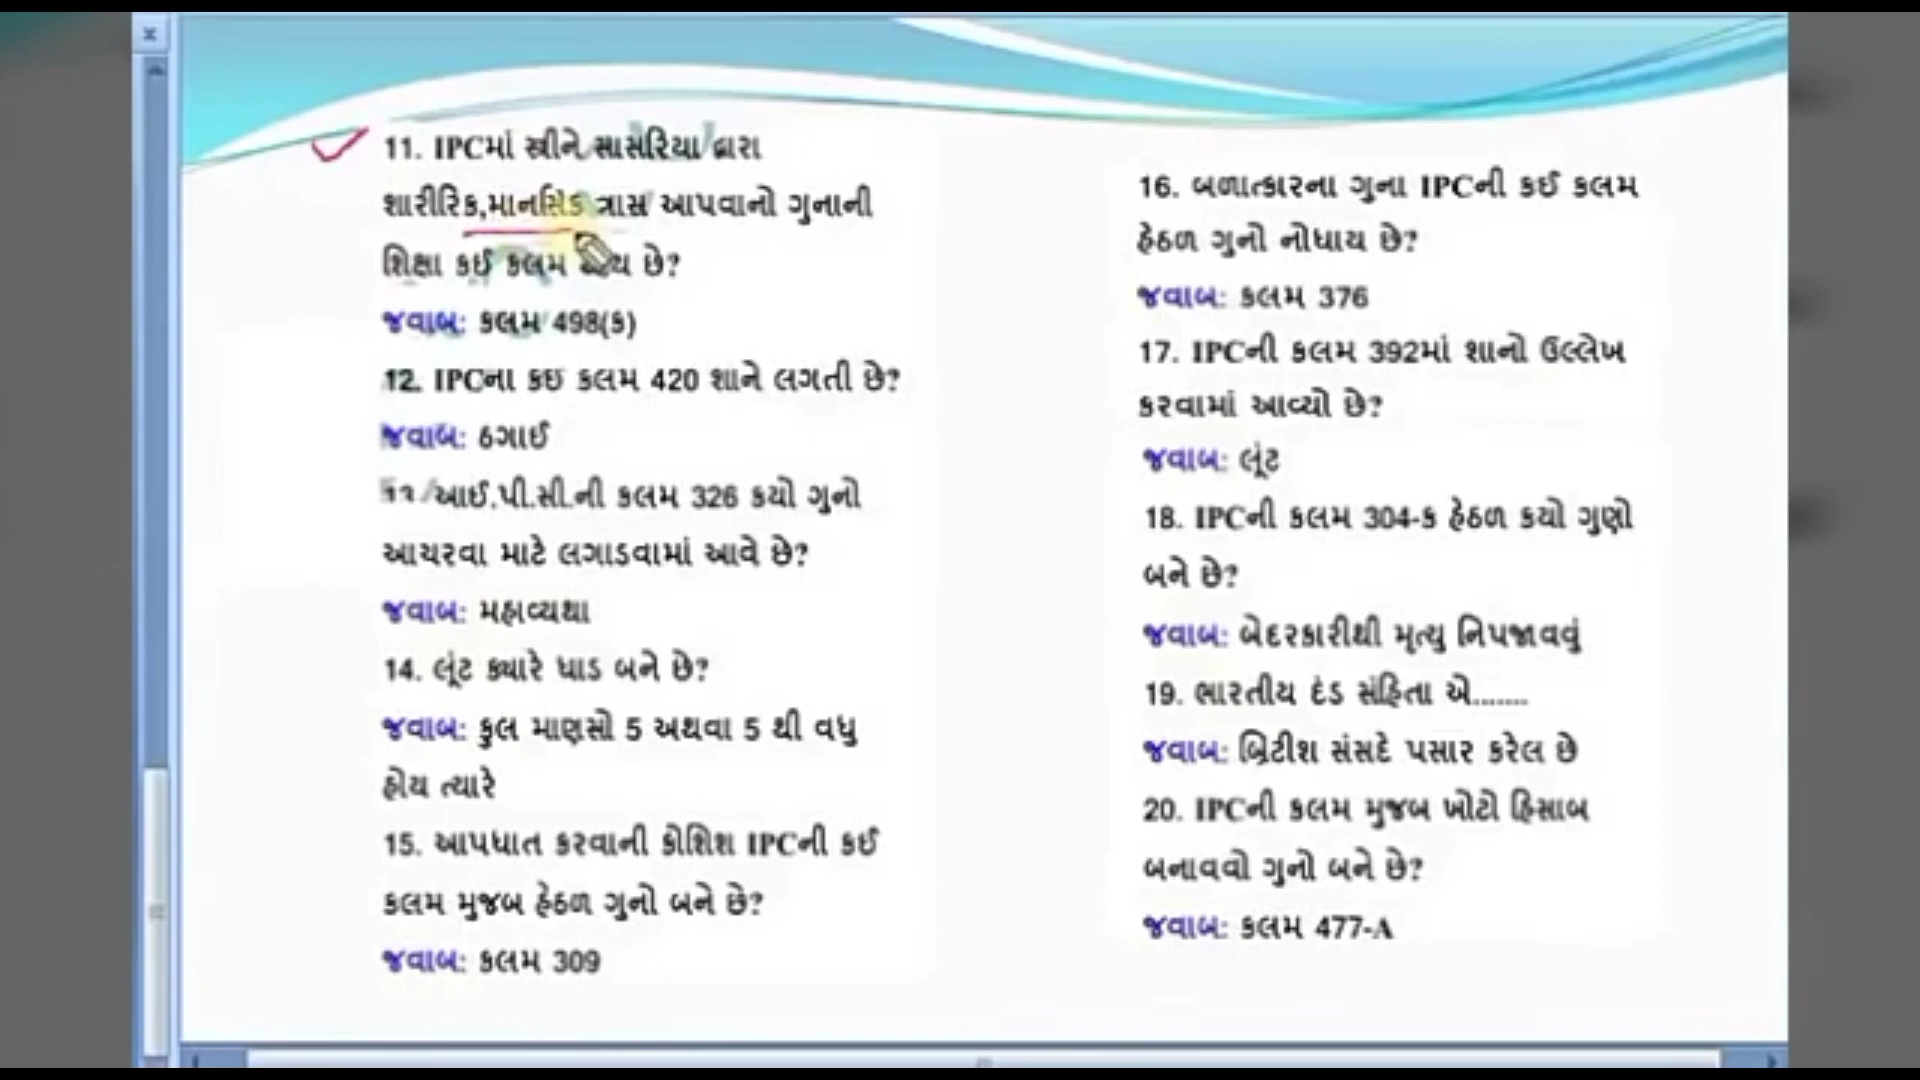 11. IPCમાં સ્ત્રીને સાસરિયા દ્વારા
શારીરિક,માનસિક ત્રાસ આપવાનો ગુનાની
શિક્ષા કઈ કલમ થાય છે?
જવાબ: કલમ 498(ક)
12. IPCના કઇ કલમ 420 શાને લગતી છે?
જવાબ: ઠગાઈ
13. આઈ.પી.સી.ની કલમ 326 કયો ગુનો
આચરવા માટે લગાડવામાં આવે છે?
જવાબ: મહાવ્યથા
14. લૂંટ ક્યારે ધાડ બને છે?
જવાબ: કુલ માણસો 5 અથવા 5 થી વધુ
હોય ત્યારે
15. આપધાત કરવાની કોશિશ IPCની કઈ
કલમ મુજબ હેઠળ ગુનો બને છે?
જવાબ: કલમ 309
16. બળાત્કારના ગુના IPCની કઈ કલમ
હેઠળ ગુનો નોધાય છે?
જવાબ: કલમ 376
17. IPCની કલમ 392માં શાનો ઉલ્લેખ
કરવામાં આવ્યો છે?
જવાબ: લૂંટ
18. IPCની કલમ 304-ક હેઠળ કયો ગુણો
બને છે?
જવાબ: બેદરકારીથી મૃત્યુ નિપજાવવું
19. ભારતીય દંડ સંહિતા એ.......
જવાબ: બ્રિટીશ સંસદે પસાર કરેલ છે
20. IPCની કલમ મુજબ ખોટો હિસાબ
બનાવવો ગુનો બને છે?
જવાબ: કલમ 477-A